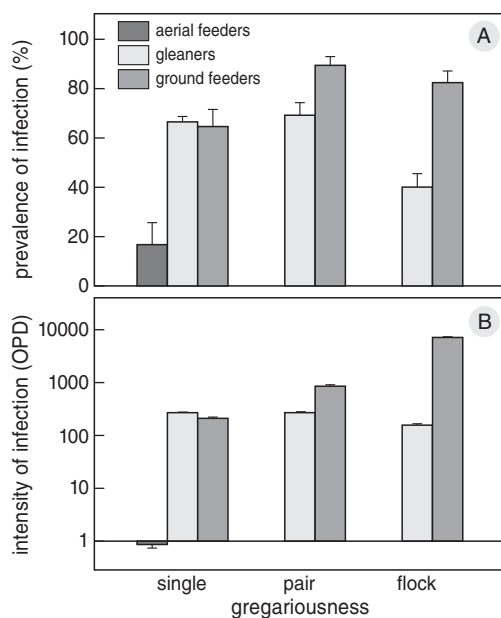 A
aerial feeders
gleaners
ground feeders
prevalence of infection (%)
100
80
60
40
20
0
B
intensity of infection (OPD)
10000
1000
100
10
1
single pair flock
gregariousness